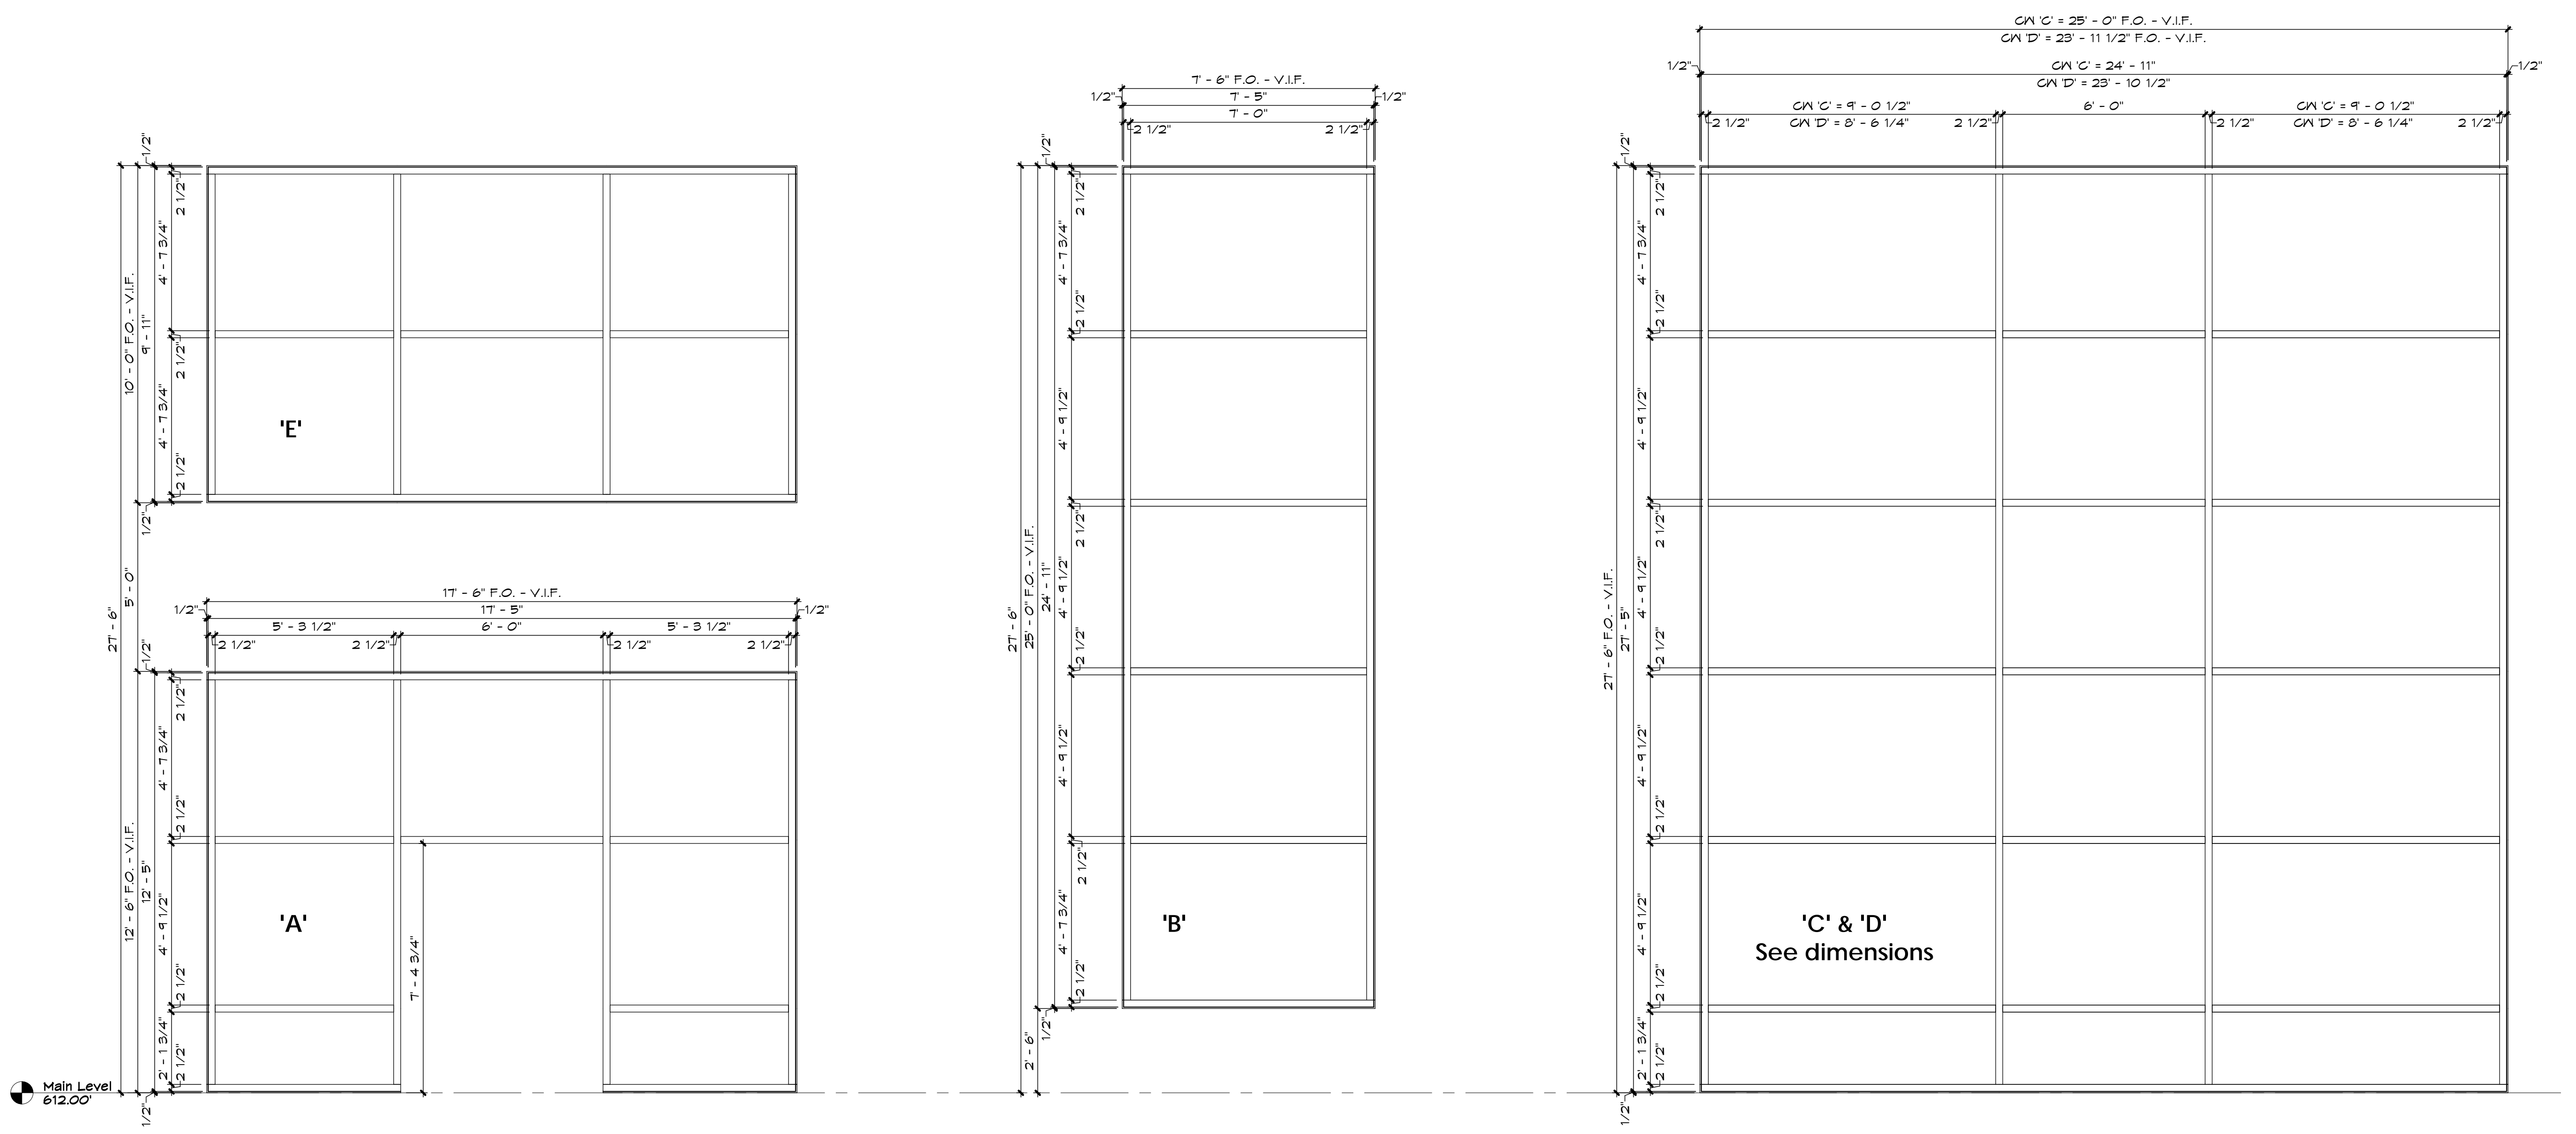 1/2"
10' - 0" F.O. - V.I.F.
9' - 11"
2 1/2"
4' - 7 3/4"
2 1/2"
4' - 7 3/4"
2 1/2"
1/2"
'E'
27' - 6"
5' - 0"
17' - 6" F.O. - V.I.F.
1/2"
17' - 5"
1/2"
5' - 3 1/2"
6' - 0"
5' - 3 1/2"
2 1/2"
2 1/2"
2 1/2"
2 1/2"
1/2"
12' - 6" F.O. - V.I.F.
12' - 5"
2 1/2"
4' - 7 3/4"
2 1/2"
4' - 9 1/2"
2 1/2"
2' - 1 3/4"
2 1/2"
1/2"
'A'
7' - 4 3/4"
Main Level
612.00'
7' - 6" F.O. - V.I.F.
1/2"
7' - 5"
1/2"
7' - 0"
2 1/2"
2 1/2"
1/2"
27' - 6"
25' - 0" F.O. - V.I.F.
24' - 11"
2 1/2"
4' - 7 3/4"
2 1/2"
4' - 9 1/2"
2 1/2"
4' - 9 1/2"
2 1/2"
4' - 9 1/2"
2 1/2"
4' - 7 3/4"
2 1/2"
1/2"
2' - 6"
'B'
CW 'C' = 25' - 0" F.O. - V.I.F.
CW 'D' = 23' - 11 1/2" F.O. - V.I.F.
1/2"
CW 'C' = 24' - 11"
1/2"
CW 'D' = 23' - 10 1/2"
CW 'C' = 9' - 0 1/2"
6' - 0"
CW 'C' = 9' - 0 1/2"
2 1/2"
CW 'D' = 8' - 6 1/4"
2 1/2"
2 1/2"
CW 'D' = 8' - 6 1/4"
2 1/2"
1/2"
27' - 6" F.O. - V.I.F.
27' - 5"
2 1/2"
4' - 7 3/4"
2 1/2"
4' - 9 1/2"
2 1/2"
4' - 9 1/2"
2 1/2"
4' - 9 1/2"
2 1/2"
4' - 9 1/2"
2 1/2"
2' - 1 3/4"
2 1/2"
1/2"
'C' & 'D'
See dimensions